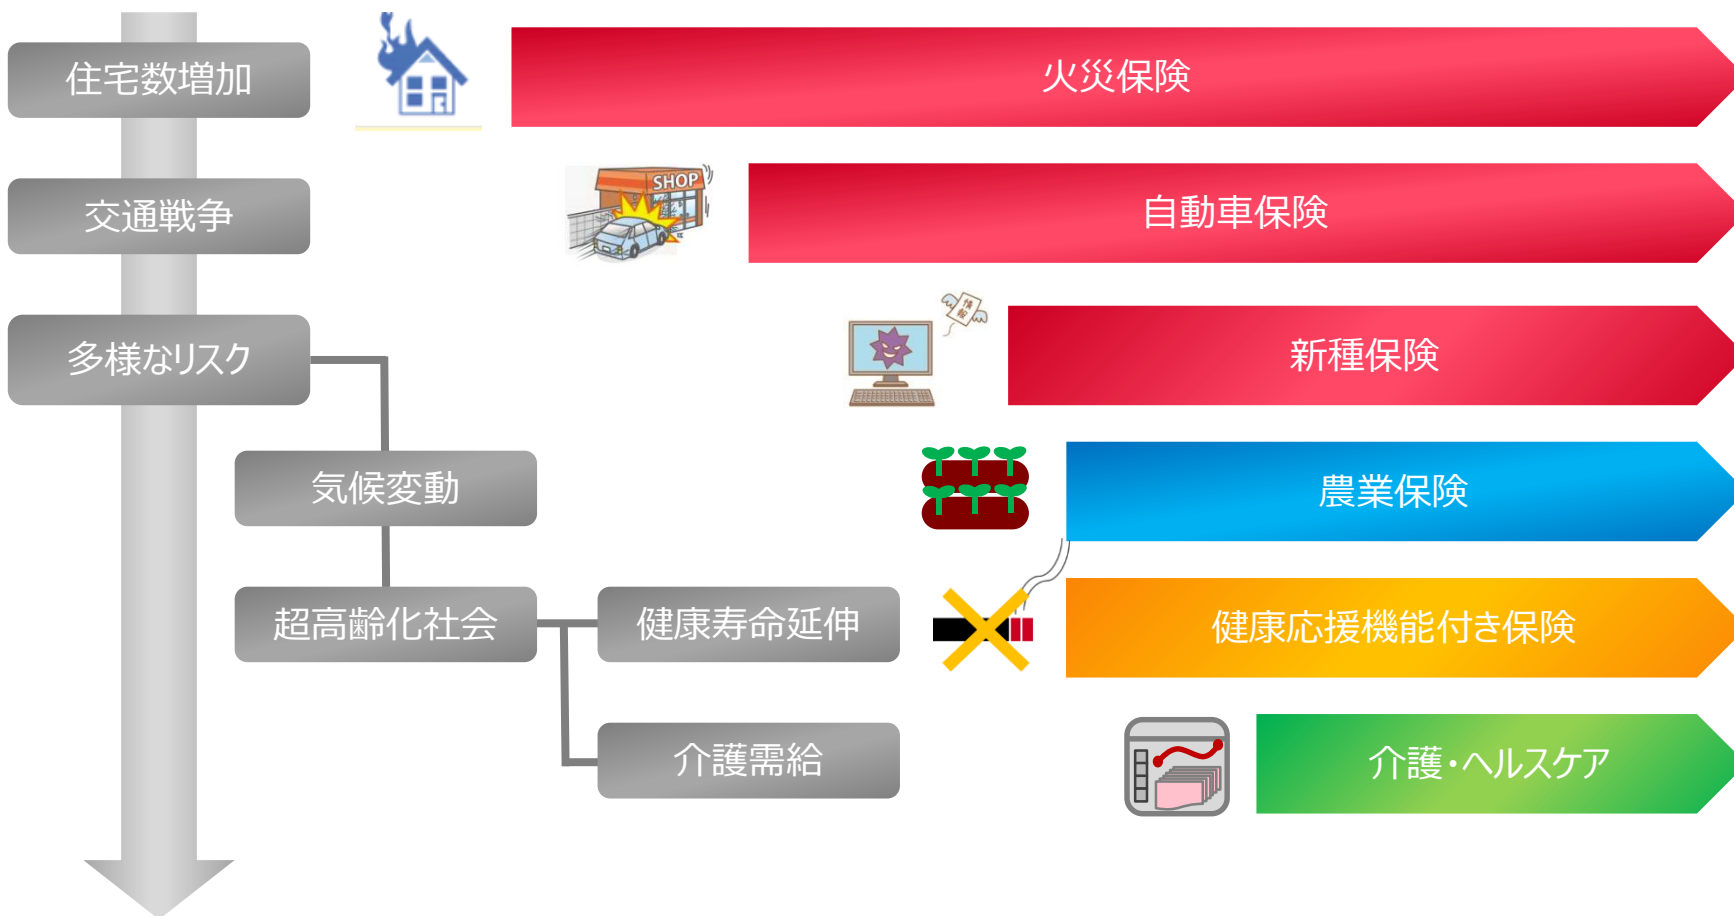 住宅数増加
火災保険
交通戦争
SHOP
自動車保険
多様なリスク
情報
新種保険
気候変動
農業保険
超高齢化社会
健康寿命延伸
健康応援機能付き保険
介護需給
介護・ヘルスケア